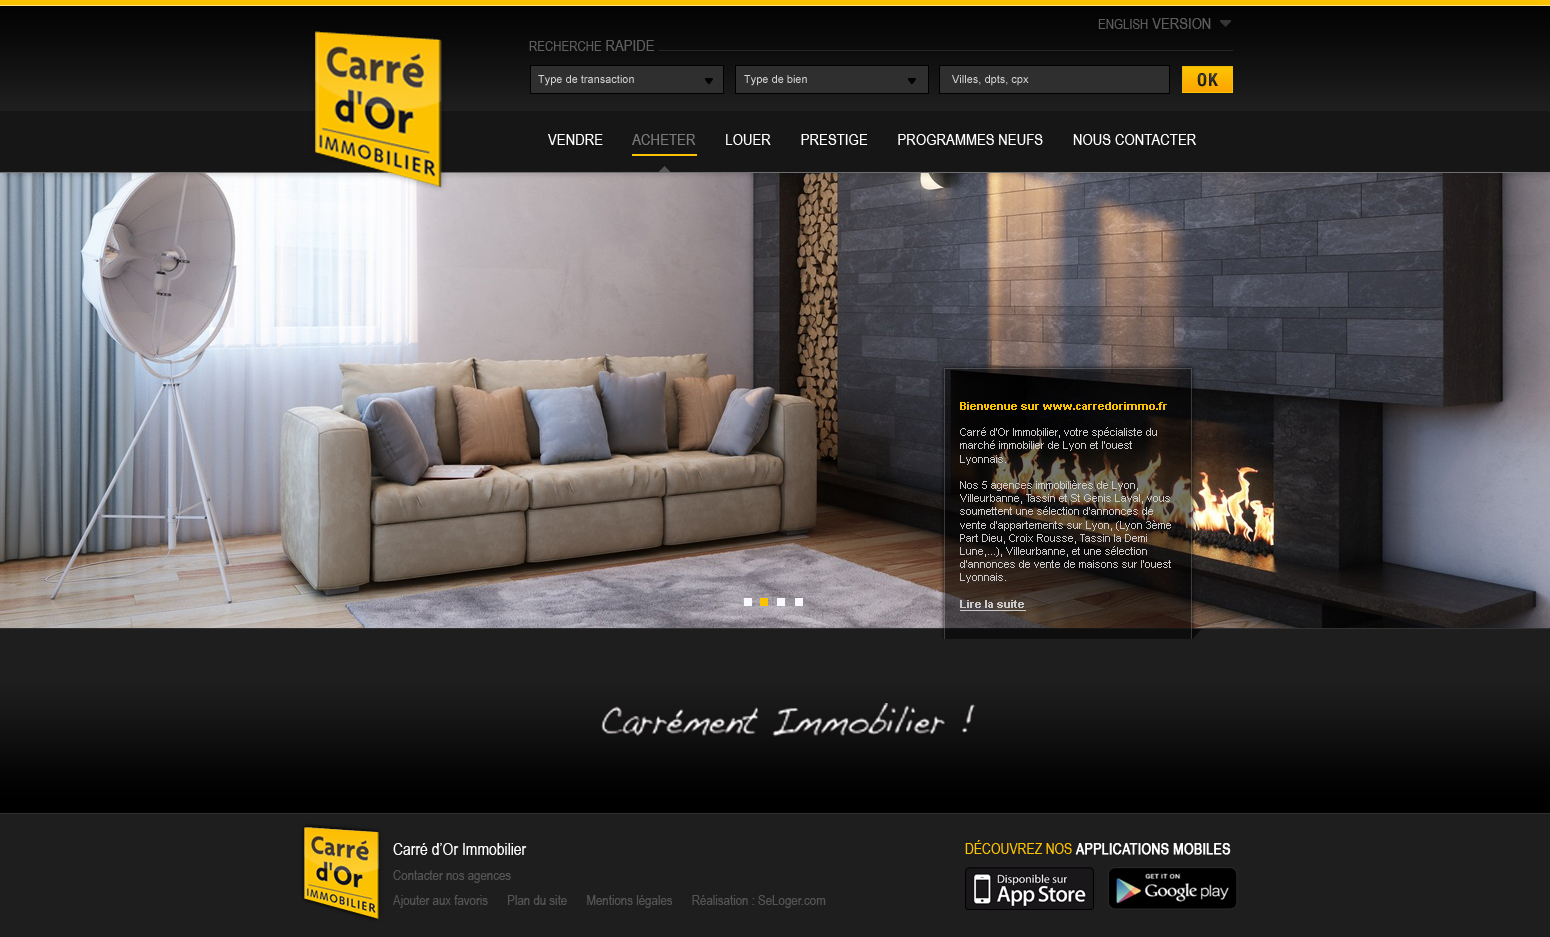 ENGLISH VERSION
RECHERCHE RAPIDE
Carré
d'Or
IMMOBILIER
Type de transaction
Type de bien
Villes, dpts, cpx
OK
VENDRE
ACHETER
LOUER
PRESTIGE
PROGRAMMES NEUFS
NOUS CONTACTER
Bienvenue sur www.carredorimmo.fr
Carré d'Or Immobilier, votre spécialiste du
marché immobilier de Lyon et l'ouest
Lyonnais.
Nos 5 agences immobilières de Lyon,
Villeurbanne, Tassin et St Genis Laval, vous
soumettent une sélection d'annonces de
vente d'appartements sur Lyon, (Lyon 3ème
Part Dieu, Croix Rousse, Tassin la Demi
Lune,...), Villeurbanne, et une sélection
d'annonces de vente de maisons sur l'ouest
Lyonnais.
Lire la suite
Carrément Immobilier !
Carré
d'Or
IMMOBILIER
Carré d'Or Immobilier
Contacter nos agences
Ajouter aux favoris
Plan du site
Mentions légales
Réalisation : SeLoger.com
DÉCOUVREZ NOS APPLICATIONS MOBILES
Disponible sur
App Store
GET IT ON
Google play